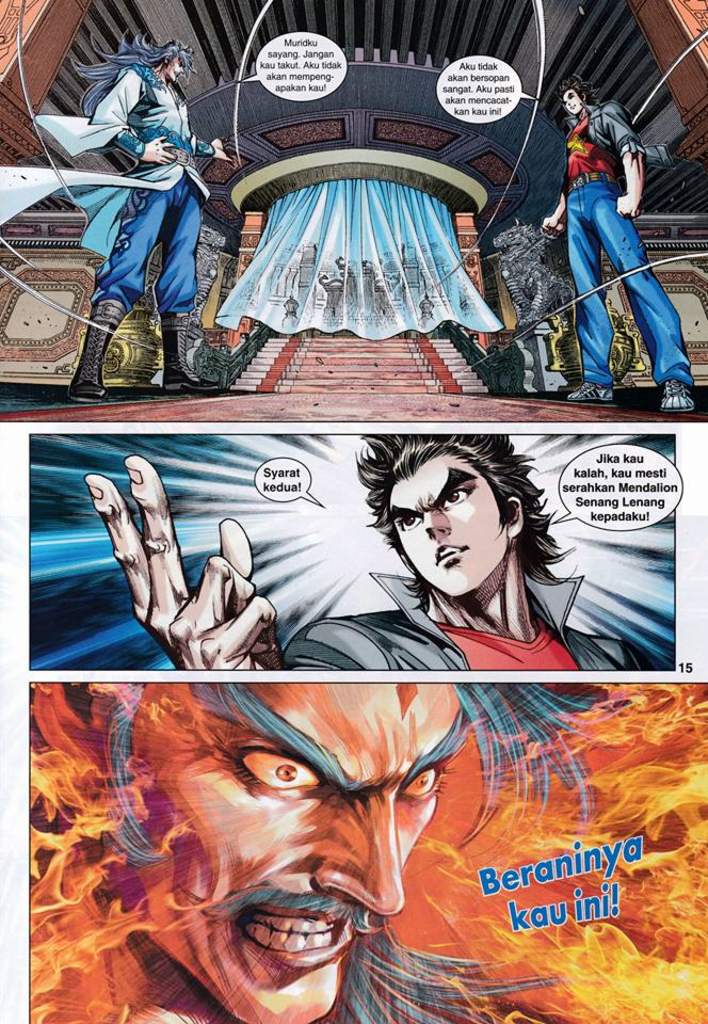 Muridku
sayang. Jangan
kau takut. Aku tidak
akan mempeng-
apakan kau!
Aku tidak
akan bersopan
sangat. Aku pasti
akan mencacat-
kan kau ini!
Syarat
kedua!
Jika kau
kalah, kau mesti
serahkan Mendalion
Senang Lenang
kepadaku!
15
Beraninya
kau ini!